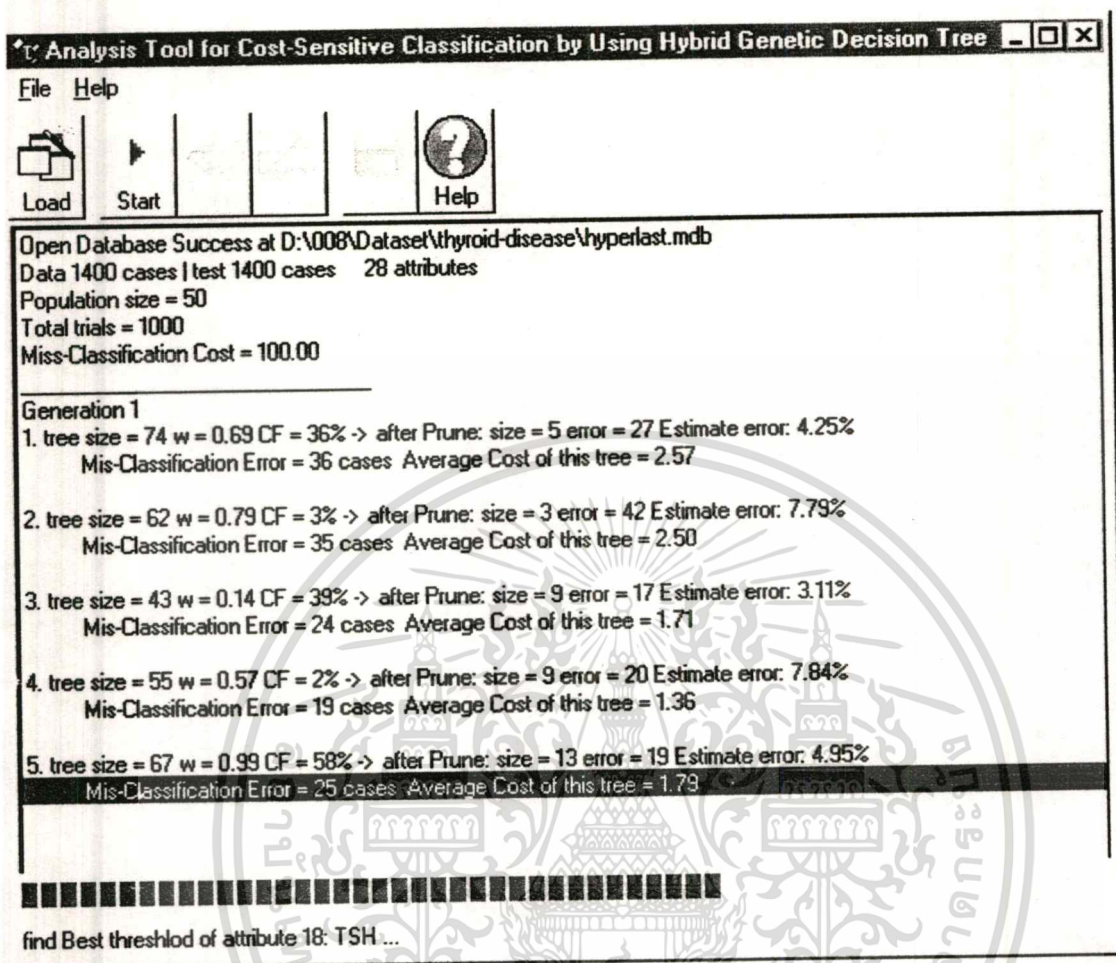 Analysis Tool for Cost-Sensitive Classification by Using Hybrid Genetic Decision Tree
File Help
Load Start Help
Open Database Success at D:\008\Dataset\thyroid-disease\hyperlast.mdb
Data 1400 cases | test 1400 cases 28 attributes
Population size = 50
Total trials = 1000
Miss-Classification Cost = 100.00
Generation 1
1. tree size = 74 w = 0.69 CF = 36% -> after Prune: size = 5 error = 27 Estimate error: 4.25%
Mis-Classification Error = 36 cases Average Cost of this tree = 2.57
2. tree size = 62 w = 0.79 CF = 3% -> after Prune: size = 3 error = 42 Estimate error: 7.79%
Mis-Classification Error = 35 cases Average Cost of this tree = 2.50
3. tree size = 43 w = 0.14 CF = 39% -> after Prune: size = 9 error = 17 Estimate error: 3.11%
Mis-Classification Error = 24 cases Average Cost of this tree = 1.71
4. tree size = 55 w = 0.57 CF = 2% -> after Prune: size = 9 error = 20 Estimate error: 7.84%
Mis-Classification Error = 19 cases Average Cost of this tree = 1.36
5. tree size = 67 w = 0.99 CF = 58% -> after Prune: size = 13 error = 19 Estimate error: 4.95%
Mis-Classification Error = 25 cases Average Cost of this tree = 1.79
find Best threshlod of attribute 18: TSH ...